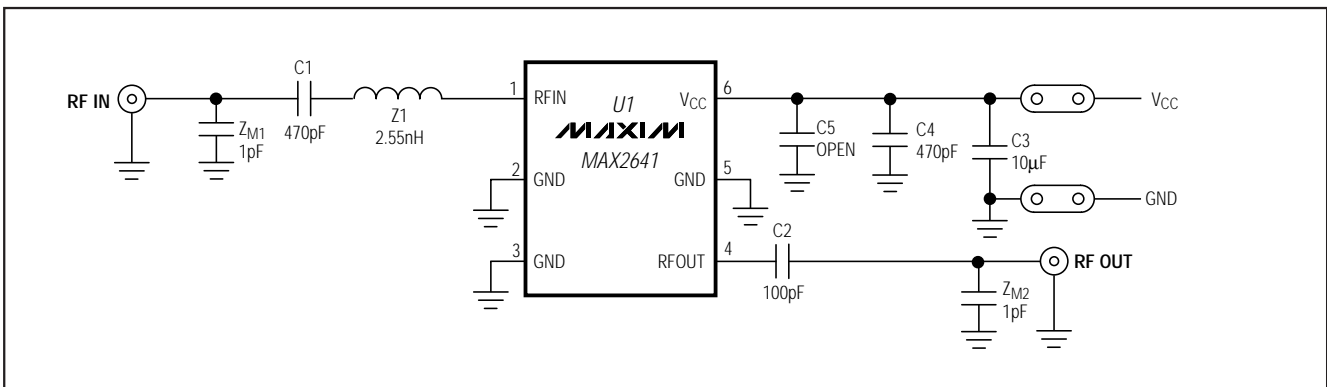 RF IN
ZM1
1pF
C1
470pF
Z1
2.55nH
1
RFIN
2
GND
3
GND
U1
MAXIM
MAX2641
VCC
6
GND
5
RFOUT
4
C5
OPEN
C4
470pF
C3
10µF
VCC
GND
C2
100pF
ZM2
1pF
RF OUT